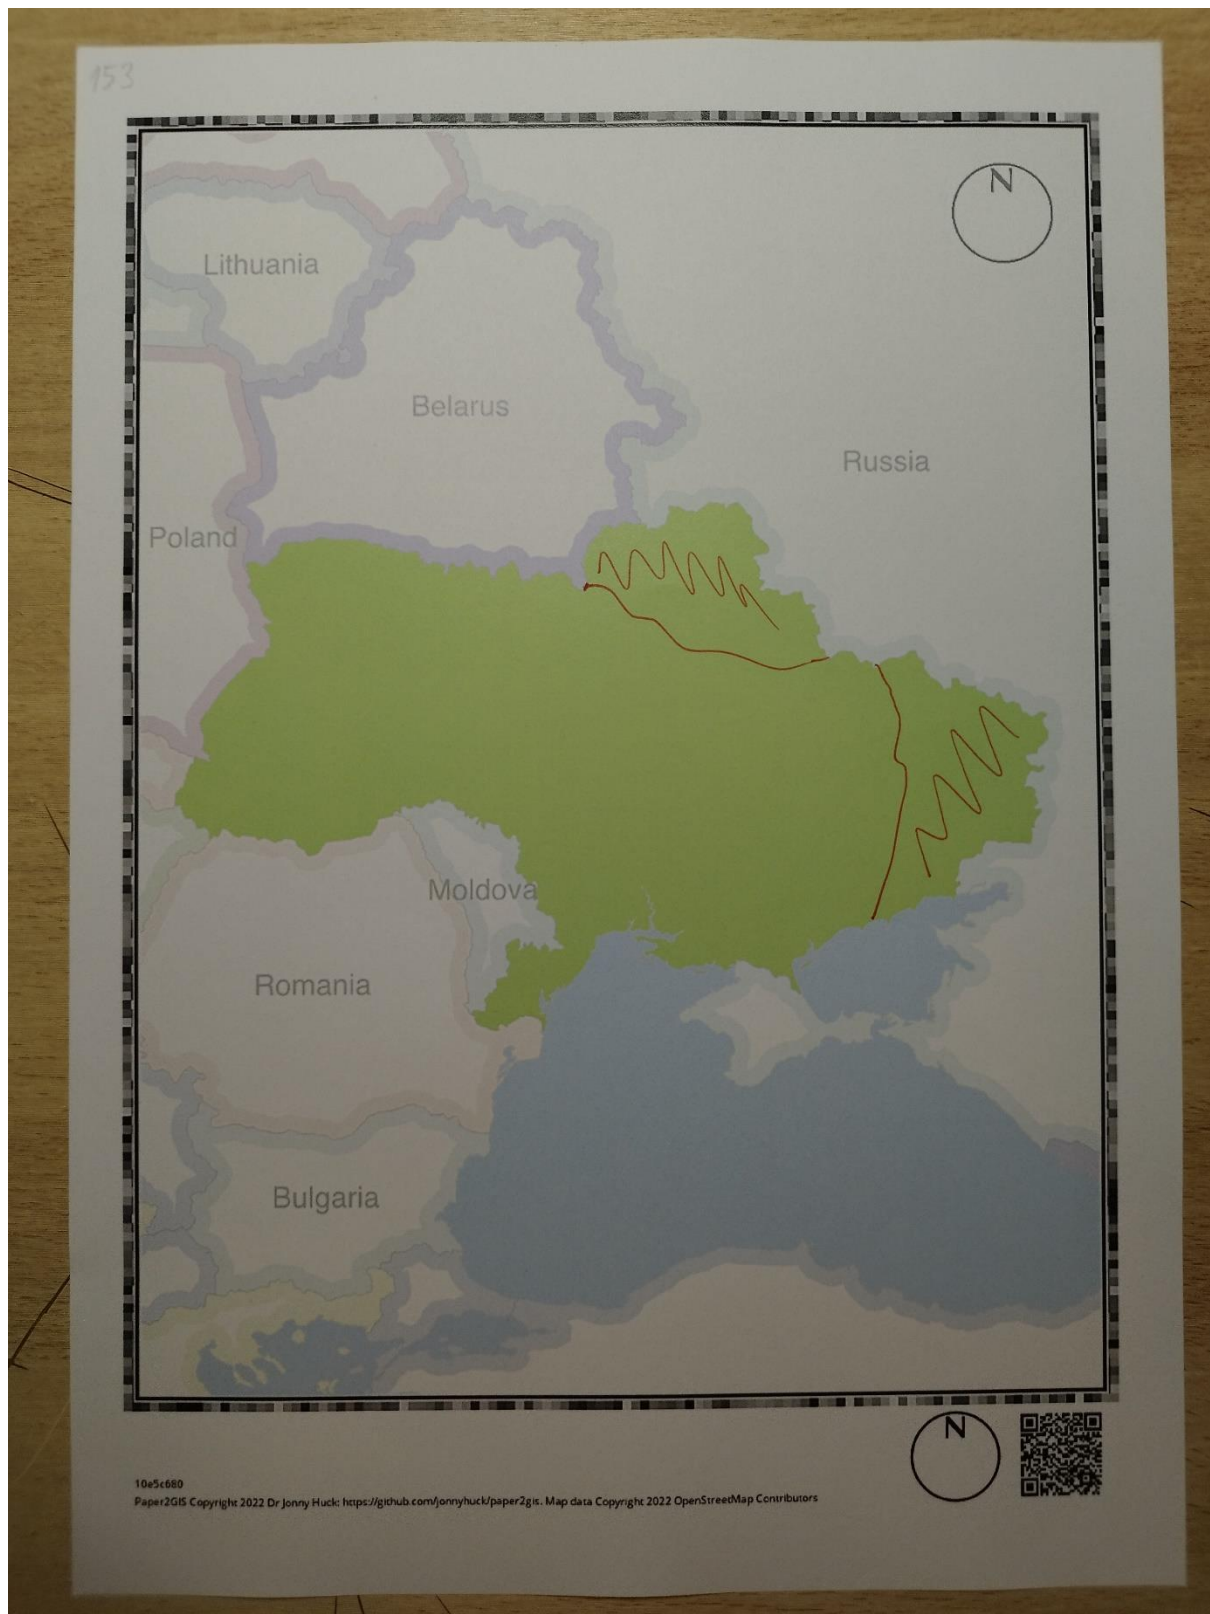 153
N
Lithuania
Belarus
Russia
Poland
Moldova
Romania
Bulgaria
N
10e5c680
Paper2GIS Copyright 2022 Dr Jonny Huck: https://github.com/jonnyhuck/paper2gis. Map data Copyright 2022 OpenStreetMap Contributors